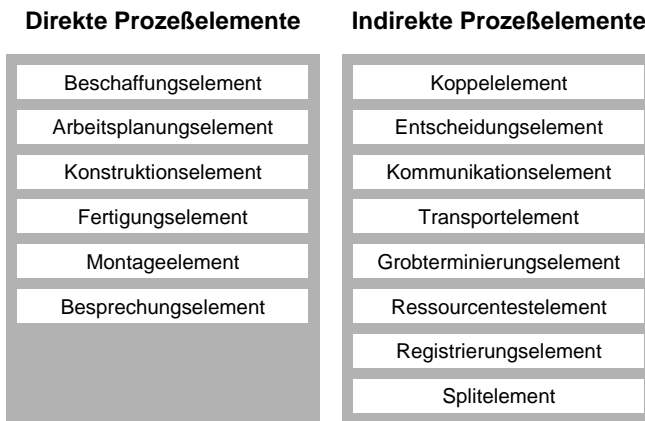 Direkte Prozeßelemente
Beschaffungselement
Arbeitsplanungselement
Konstruktionselement
Fertigungselement
Montageelement
Besprechungselement
Indirekte Prozeßelemente
Koppelelement
Entscheidungselement
Kommunikationselement
Transportelement
Grobterminierungselement
Ressourcentestelement
Registrierungselement
Splitelement